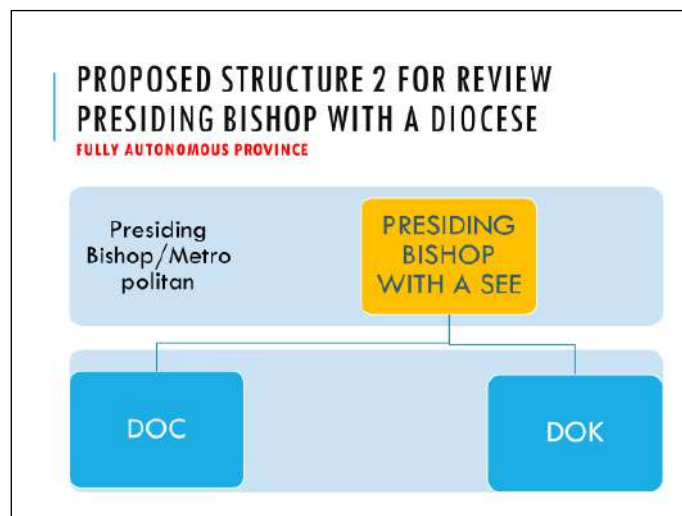 PROPOSED STRUCTURE 2 FOR REVIEW
PRESIDING BISHOP WITH A DIOCESE
FULLY AUTONOMOUS PROVINCE
Presiding
Bishop/Metro
politan
PRESIDING
BISHOP
WITH A SEE
DOC
DOK